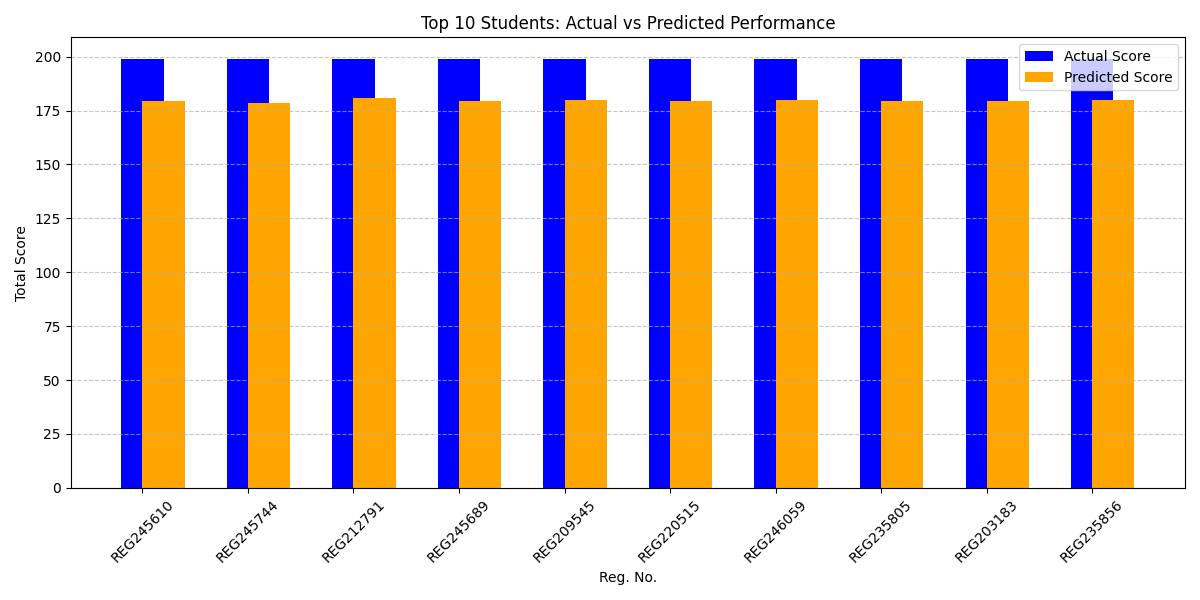 Top 10 Students: Actual vs Predicted Performance
Actual Score
Predicted Score
Total Score
200
175
150
125
100
75
50
25
0
REG245610
REG245744
REG212791
REG245689
REG209545
REG220515
REG246059
REG235805
REG203183
REG235856
Reg. No.